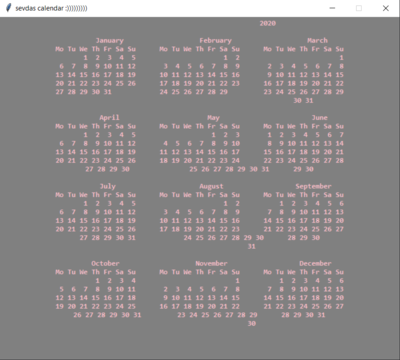 sevdas calendar :)))))))))
2020
January February March
Mo Tu We Th Fr Sa Su Mo Tu We Th Fr Sa Su Mo Tu We Th Fr Sa Su
1 2 3 4 5 1 2 1
6 7 8 9 10 11 12 3 4 5 6 7 8 9 2 3 4 5 6 7 8
13 14 15 16 17 18 19 10 11 12 13 14 15 16 9 10 11 12 13 14 15
20 21 22 23 24 25 26 17 18 19 20 21 22 23 16 17 18 19 20 21 22
27 28 29 30 31 24 25 26 27 28 29 23 24 25 26 27 28 29
30 31
April May June
Mo Tu We Th Fr Sa Su Mo Tu We Th Fr Sa Su Mo Tu We Th Fr Sa Su
1 2 3 4 5 1 2 3 1 2 3 4 5 6 7
6 7 8 9 10 11 12 4 5 6 7 8 9 10 8 9 10 11 12 13 14
13 14 15 16 17 18 19 11 12 13 14 15 16 17 15 16 17 18 19 20 21
20 21 22 23 24 25 26 18 19 20 21 22 23 24 22 23 24 25 26 27 28
27 28 29 30 25 26 27 28 29 30 31 29 30
July August September
Mo Tu We Th Fr Sa Su Mo Tu We Th Fr Sa Su Mo Tu We Th Fr Sa Su
1 2 3 4 5 1 2 1 2 3 4 5 6
6 7 8 9 10 11 12 3 4 5 6 7 8 9 7 8 9 10 11 12 13
13 14 15 16 17 18 19 10 11 12 13 14 15 16 14 15 16 17 18 19 20
20 21 22 23 24 25 26 17 18 19 20 21 22 23 21 22 23 24 25 26 27
27 28 29 30 31 24 25 26 27 28 29 30 28 29 30
31
October November December
Mo Tu We Th Fr Sa Su Mo Tu We Th Fr Sa Su Mo Tu We Th Fr Sa Su
1 2 3 4 1 1 2 3 4 5 6
5 6 7 8 9 10 11 2 3 4 5 6 7 8 7 8 9 10 11 12 13
12 13 14 15 16 17 18 9 10 11 12 13 14 15 14 15 16 17 18 19 20
19 20 21 22 23 24 25 16 17 18 19 20 21 22 21 22 23 24 25 26 27
26 27 28 29 30 31 23 24 25 26 27 28 29 28 29 30 31
30